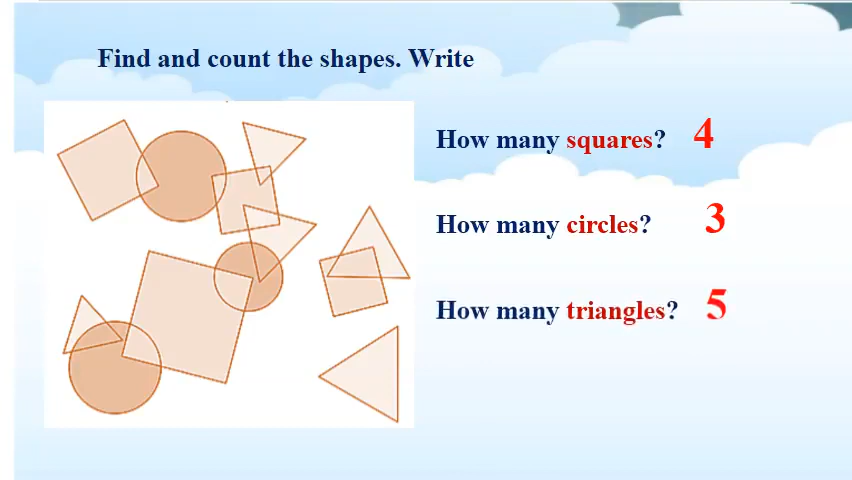 Find and count the shapes. Write
How many squares? 4
How many circles? 3
How many triangles? 5